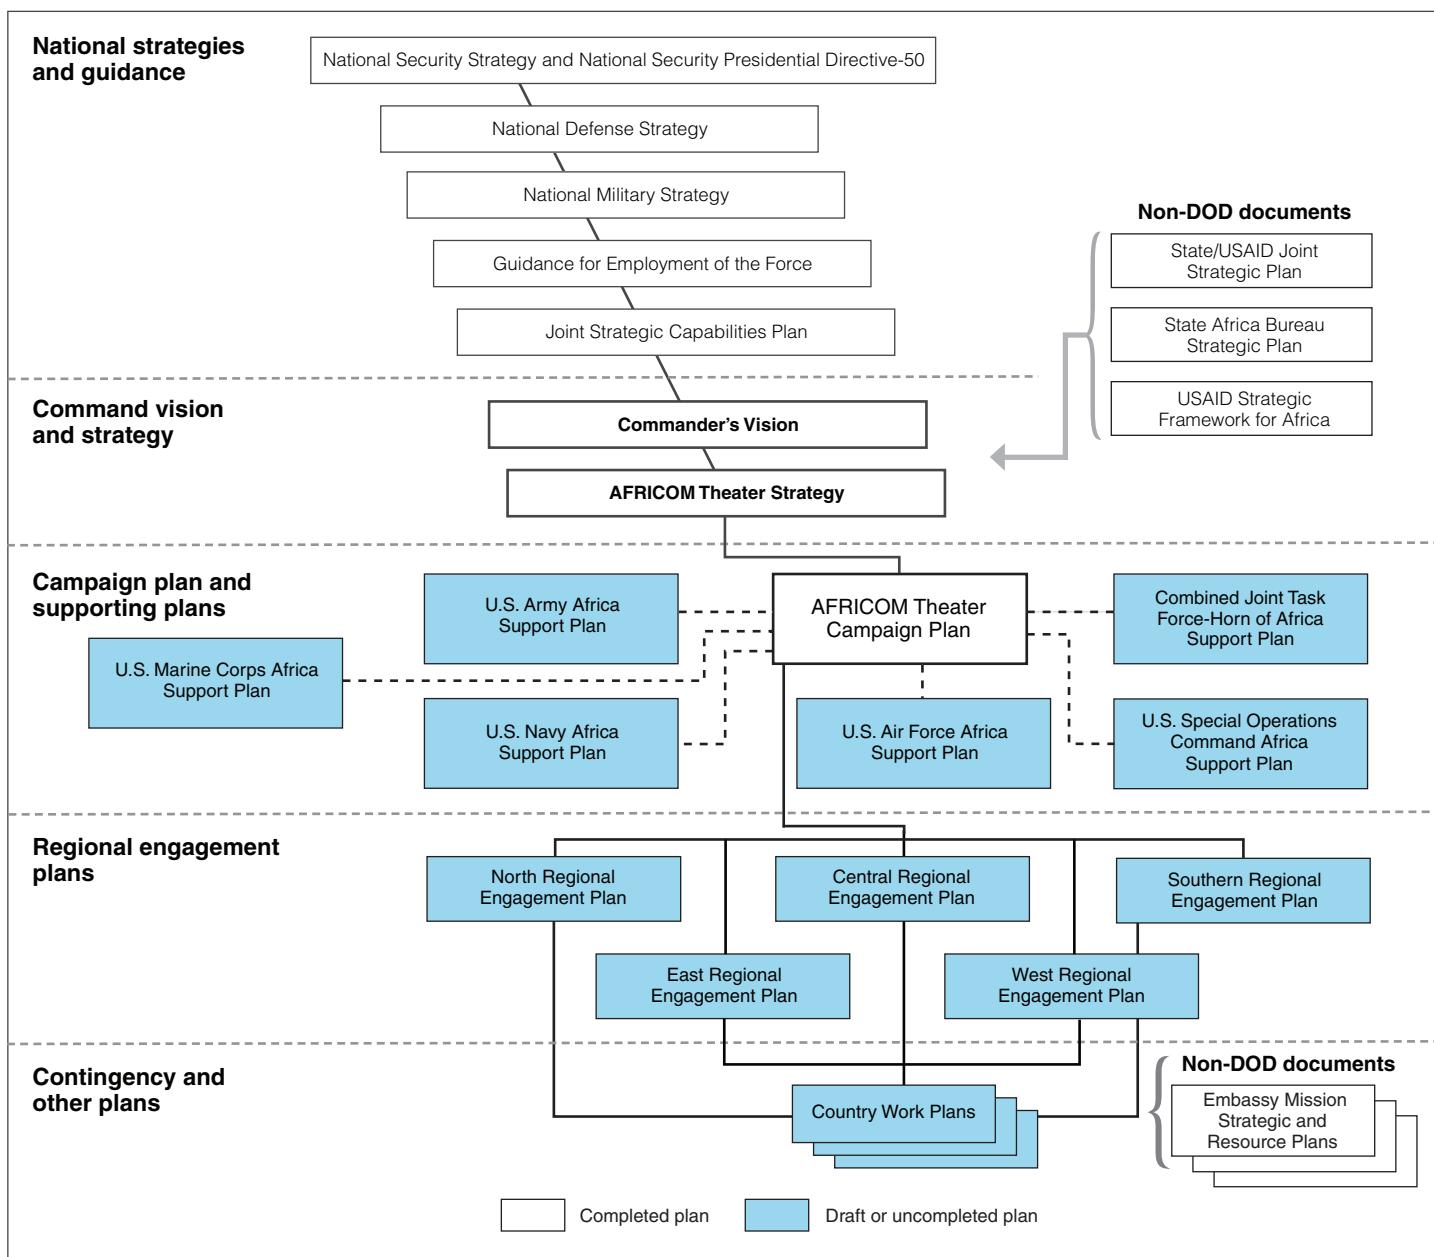 National strategies
and guidance
National Security Strategy and National Security Presidential Directive-50
National Defense Strategy
National Military Strategy
Guidance for Employment of the Force
Joint Strategic Capabilities Plan
Non-DOD documents
State/USAID Joint
Strategic Plan
State Africa Bureau
Strategic Plan
USAID Strategic
Framework for Africa
Command vision
and strategy
Commander's Vision
AFRICOM Theater Strategy
Campaign plan and
supporting plans
U.S. Army Africa
Support Plan
AFRICOM Theater
Campaign Plan
Combined Joint Task
Force-Horn of Africa
Support Plan
U.S. Marine Corps Africa
Support Plan
U.S. Navy Africa
Support Plan
U.S. Air Force Africa
Support Plan
U.S. Special Operations
Command Africa
Support Plan
Regional engagement
plans
North Regional
Engagement Plan
Central Regional
Engagement Plan
Southern Regional
Engagement Plan
East Regional
Engagement Plan
West Regional
Engagement Plan
Contingency and
other plans
Country Work Plans
Non-DOD documents
Embassy Mission
Strategic and
Resource Plans
Completed plan
Draft or uncompleted plan